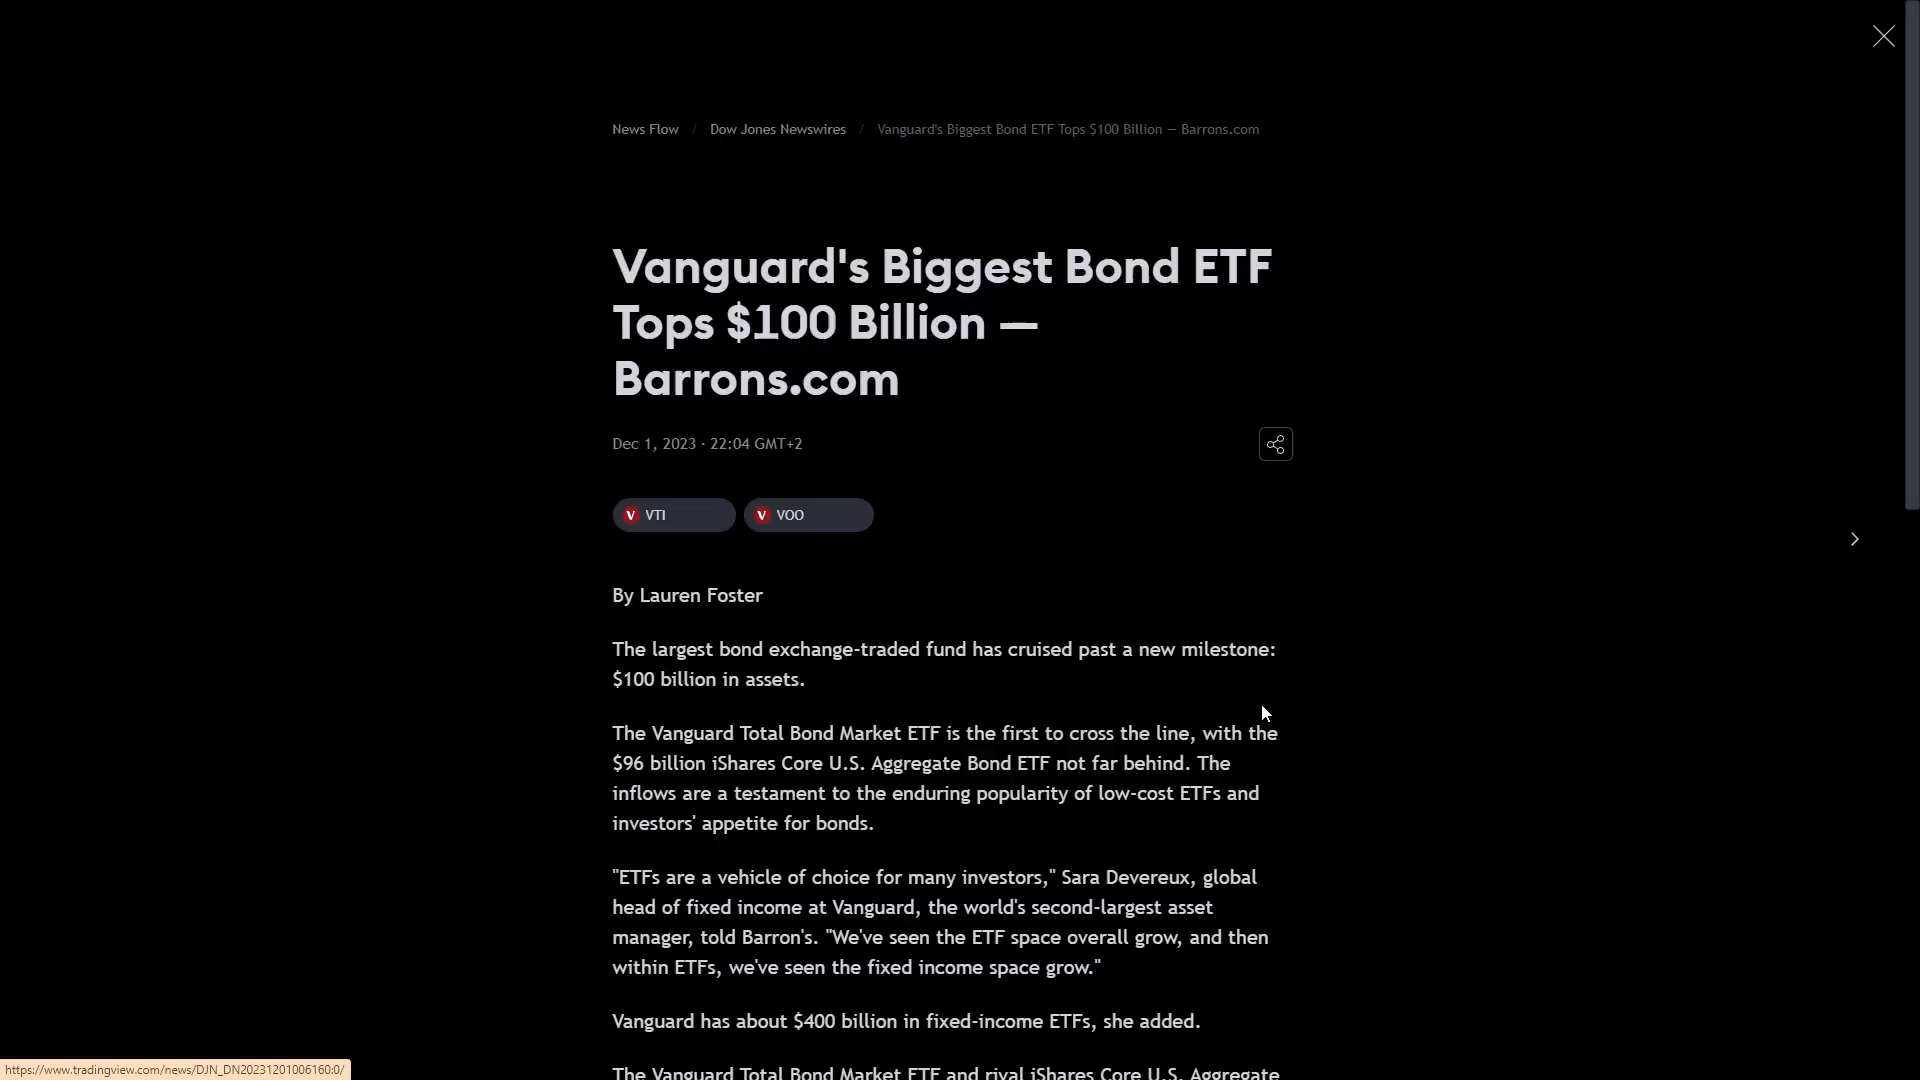 News Flow / Dow Jones Newswires / Vanguard's Biggest Bond ETF Tops $100 Billion — Barrons.com
Vanguard's Biggest Bond ETF
Tops $100 Billion —
Barrons.com
Dec 1, 2023 · 22:04 GMT+2
V VTI V VOO
By Lauren Foster
The largest bond exchange-traded fund has cruised past a new milestone:
$100 billion in assets.
The Vanguard Total Bond Market ETF is the first to cross the line, with the
$96 billion iShares Core U.S. Aggregate Bond ETF not far behind. The
inflows are a testament to the enduring popularity of low-cost ETFs and
investors' appetite for bonds.
"ETFs are a vehicle of choice for many investors," Sara Devereux, global
head of fixed income at Vanguard, the world's second-largest asset
manager, told Barron's. "We've seen the ETF space overall grow, and then
within ETFs, we've seen the fixed income space grow."
Vanguard has about $400 billion in fixed-income ETFs, she added.
The Vanguard Total Bond Market ETF and rival iShares Core U.S. Aggregate
https://www.tradingview.com/news/DJN_DN20231201006160:0/